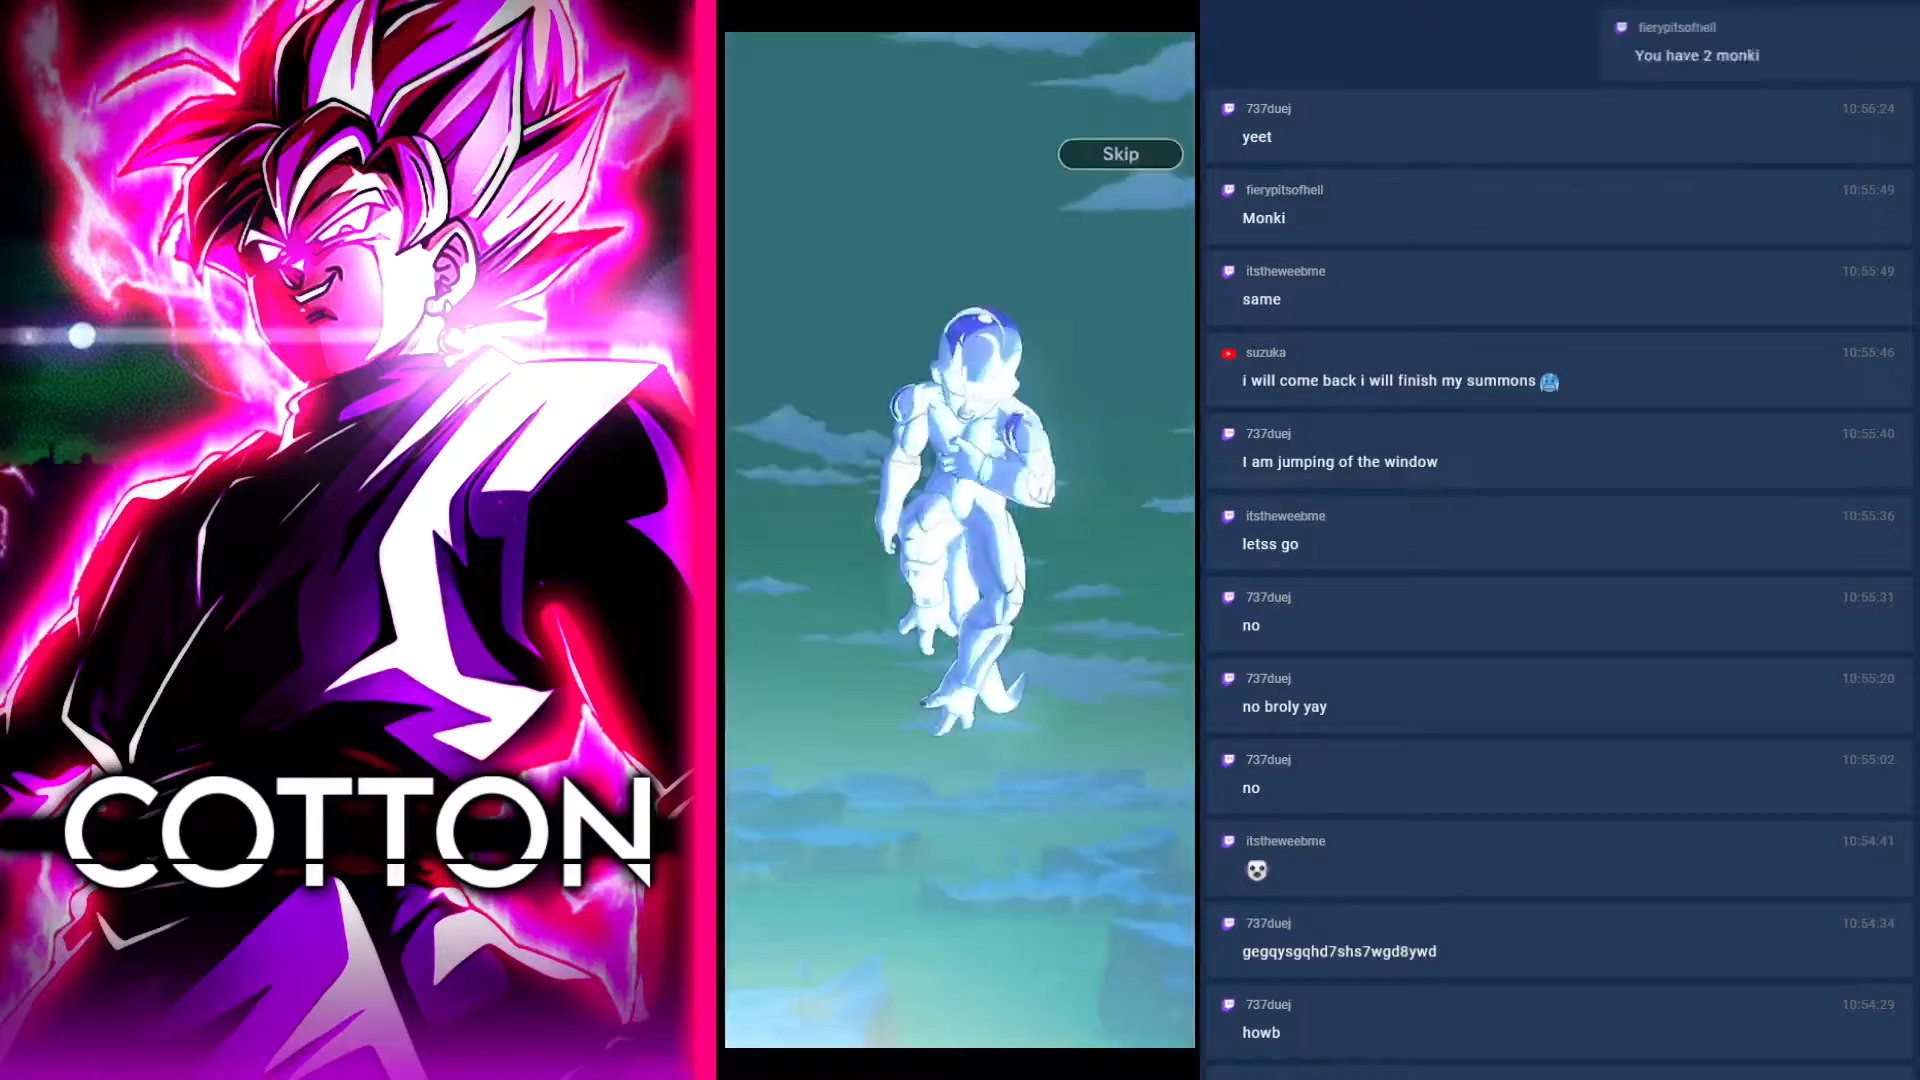 COTTON
Skip
fierypitsofhell
You have 2 monki
737duej 10:56:24
yeet
fierypitsofhell 10:55:49
Monki
itstheweebme 10:55:49
same
suzuka 10:55:46
i will come back i will finish my summons 🥶
737duej 10:55:40
I am jumping of the window
itstheweebme 10:55:36
letss go
737duej 10:55:31
no
737duej 10:55:20
no broly yay
737duej 10:55:02
no
itstheweebme 10:54:41
737duej 10:54:34
gegqysgqhd7shs7wgd8ywd
737duej 10:54:29
howb